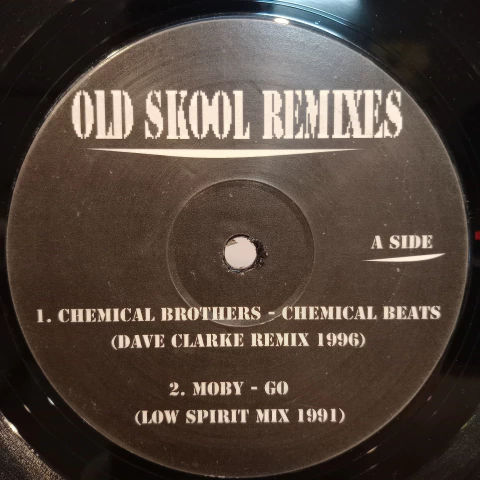 OLD SKOOL REMIXES
A SIDE
1. CHEMICAL BROTHERS - CHEMICAL BEATS
(DAVE CLARKE REMIX 1996)
2. MOBY - GO
(LOW SPIRIT MIX 1991)